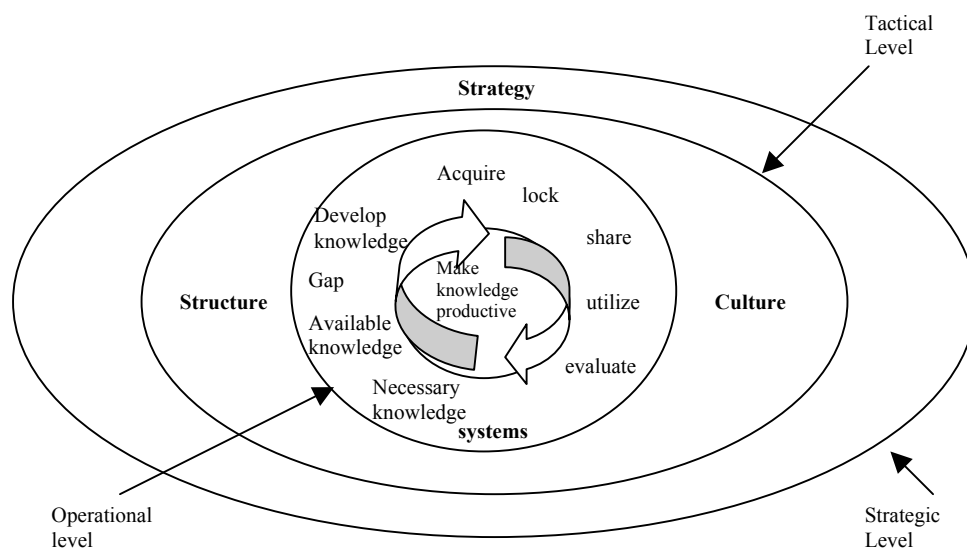 Tactical
Level
Strategy
Acquire
lock
Develop
knowledge
share
Gap
Make
knowledge
productive
Structure
utilize
Culture
Available
knowledge
evaluate
Necessary
knowledge
systems
Operational
level
Strategic
Level